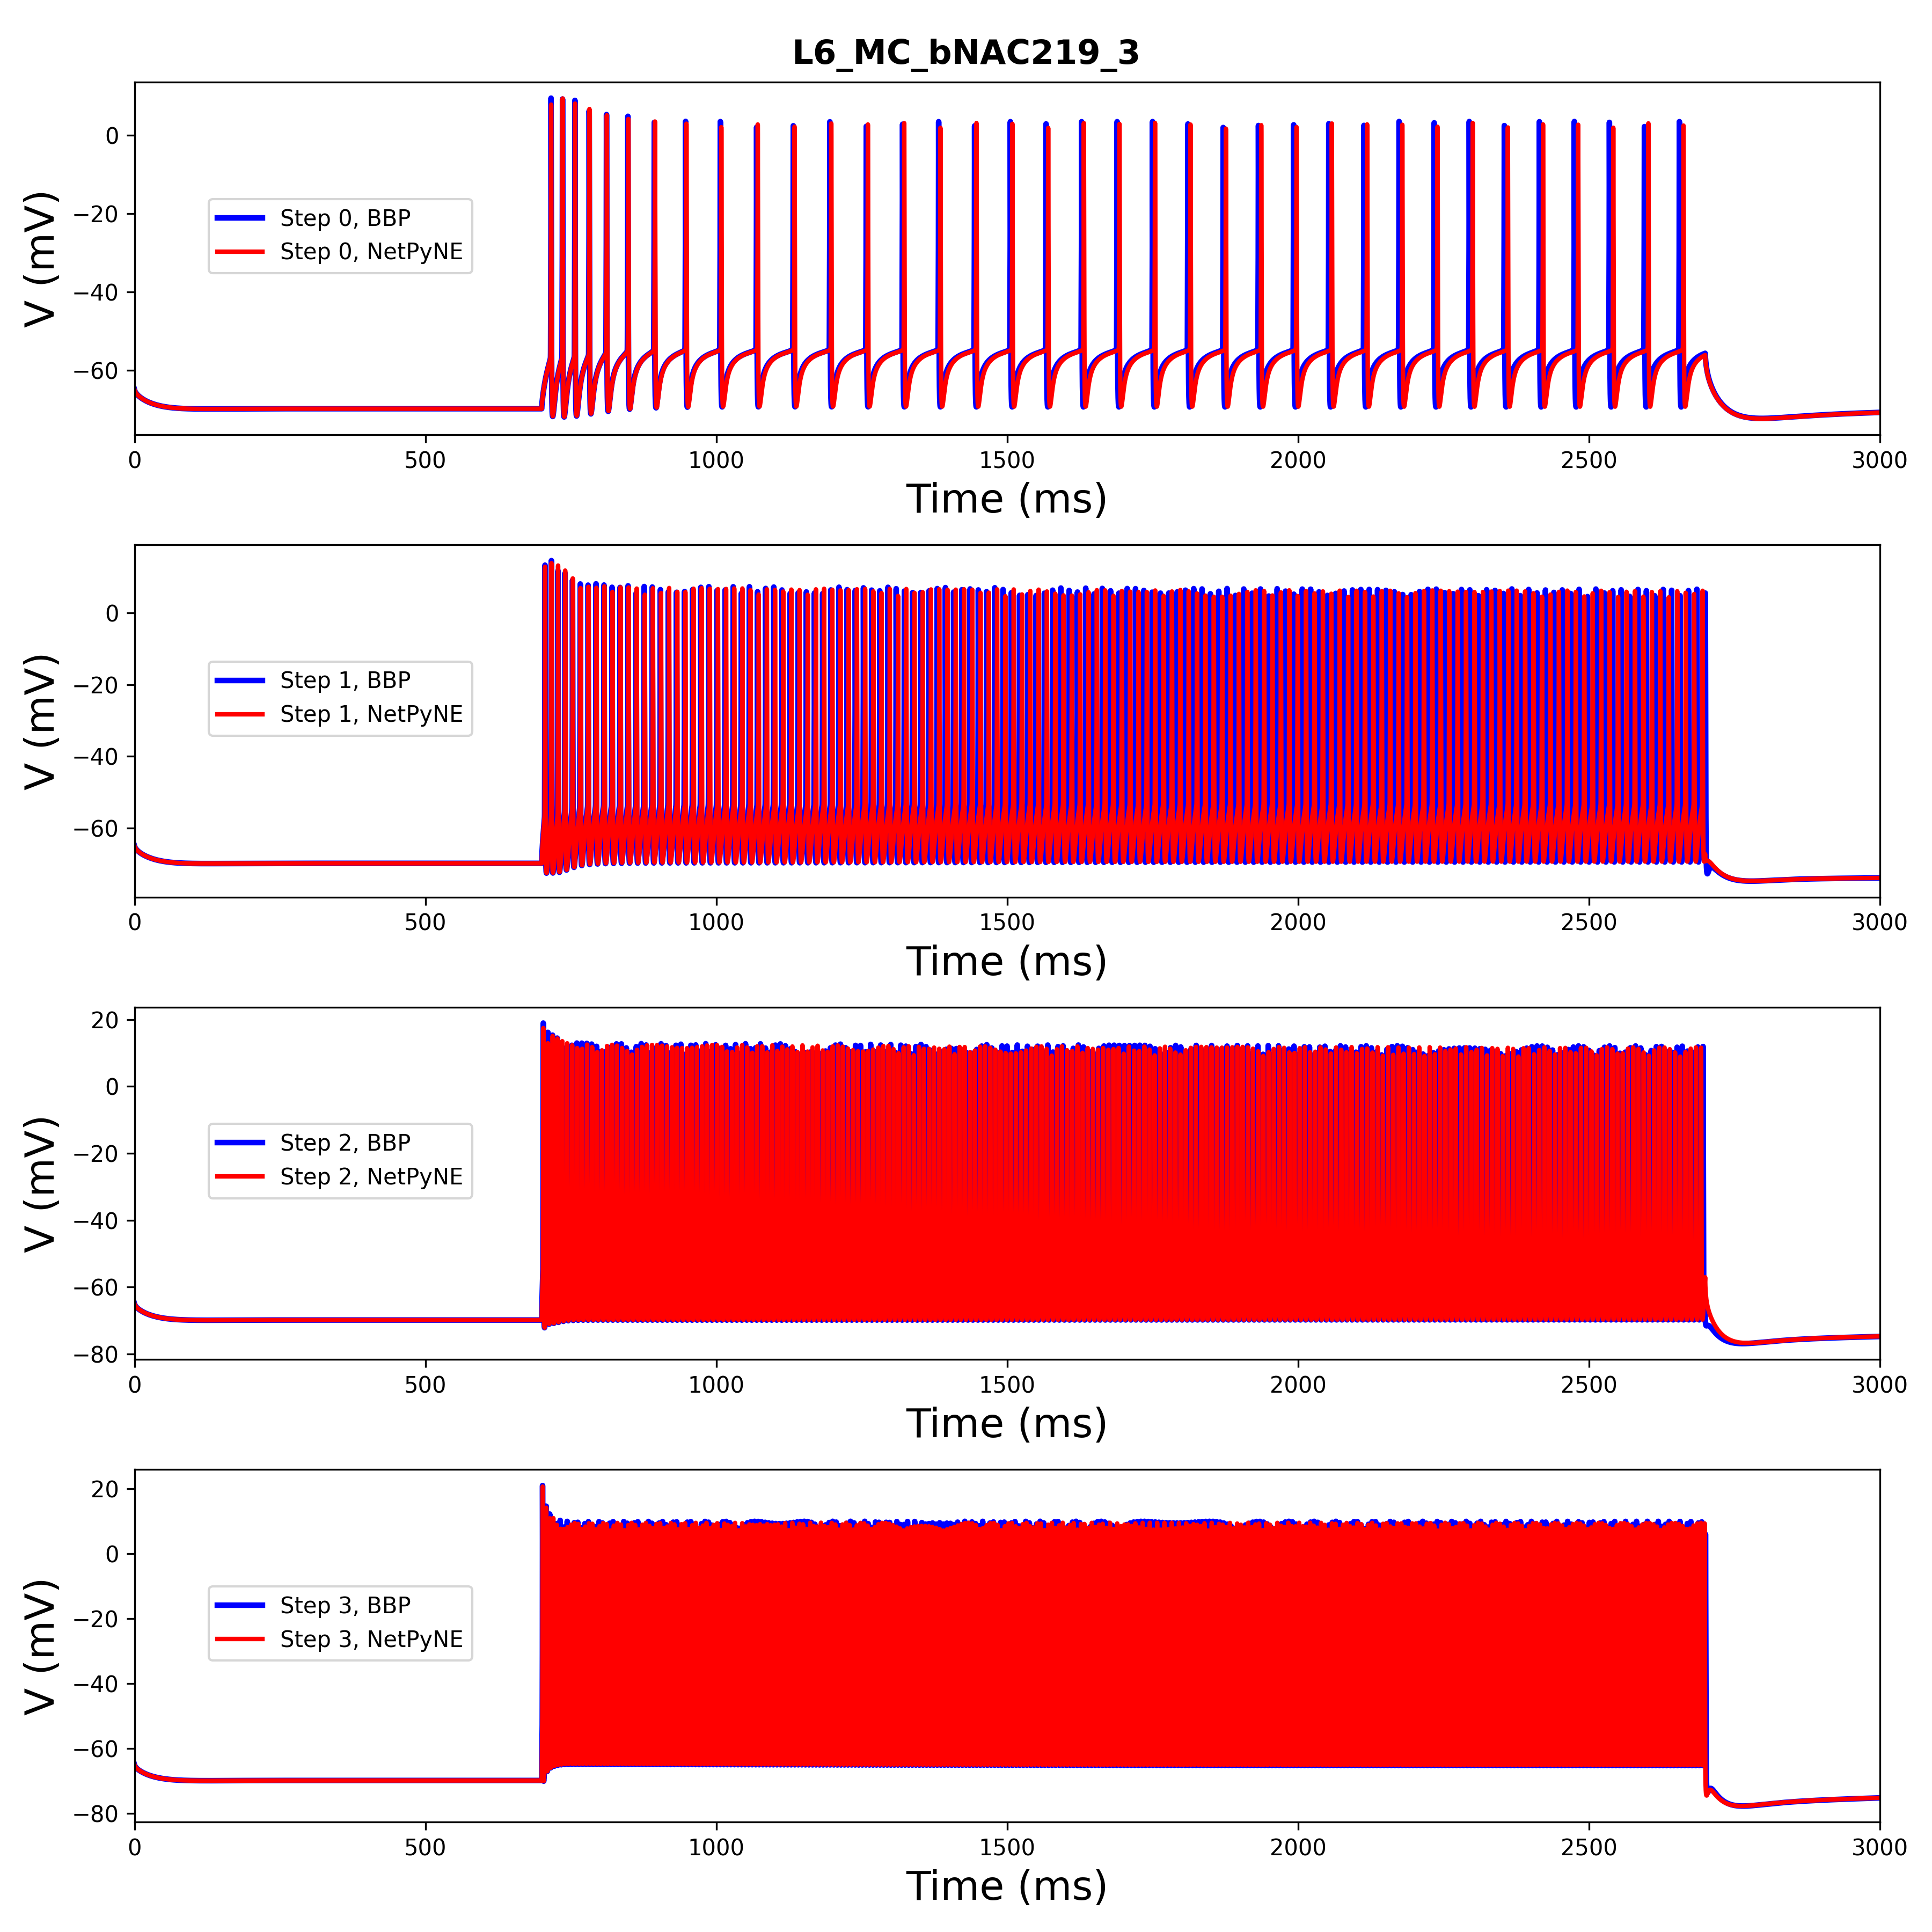 L6_MC_bNAC219_3
0
−20
−40
−60
V (mV)
Step 0, BBP
Step 0, NetPyNE
0 500 1000 1500 2000 2500 3000
Time (ms)
0
−20
−40
−60
V (mV)
Step 1, BBP
Step 1, NetPyNE
0 500 1000 1500 2000 2500 3000
Time (ms)
20
0
−20
−40
−60
−80
V (mV)
Step 2, BBP
Step 2, NetPyNE
0 500 1000 1500 2000 2500 3000
Time (ms)
20
0
−20
−40
−60
−80
V (mV)
Step 3, BBP
Step 3, NetPyNE
0 500 1000 1500 2000 2500 3000
Time (ms)